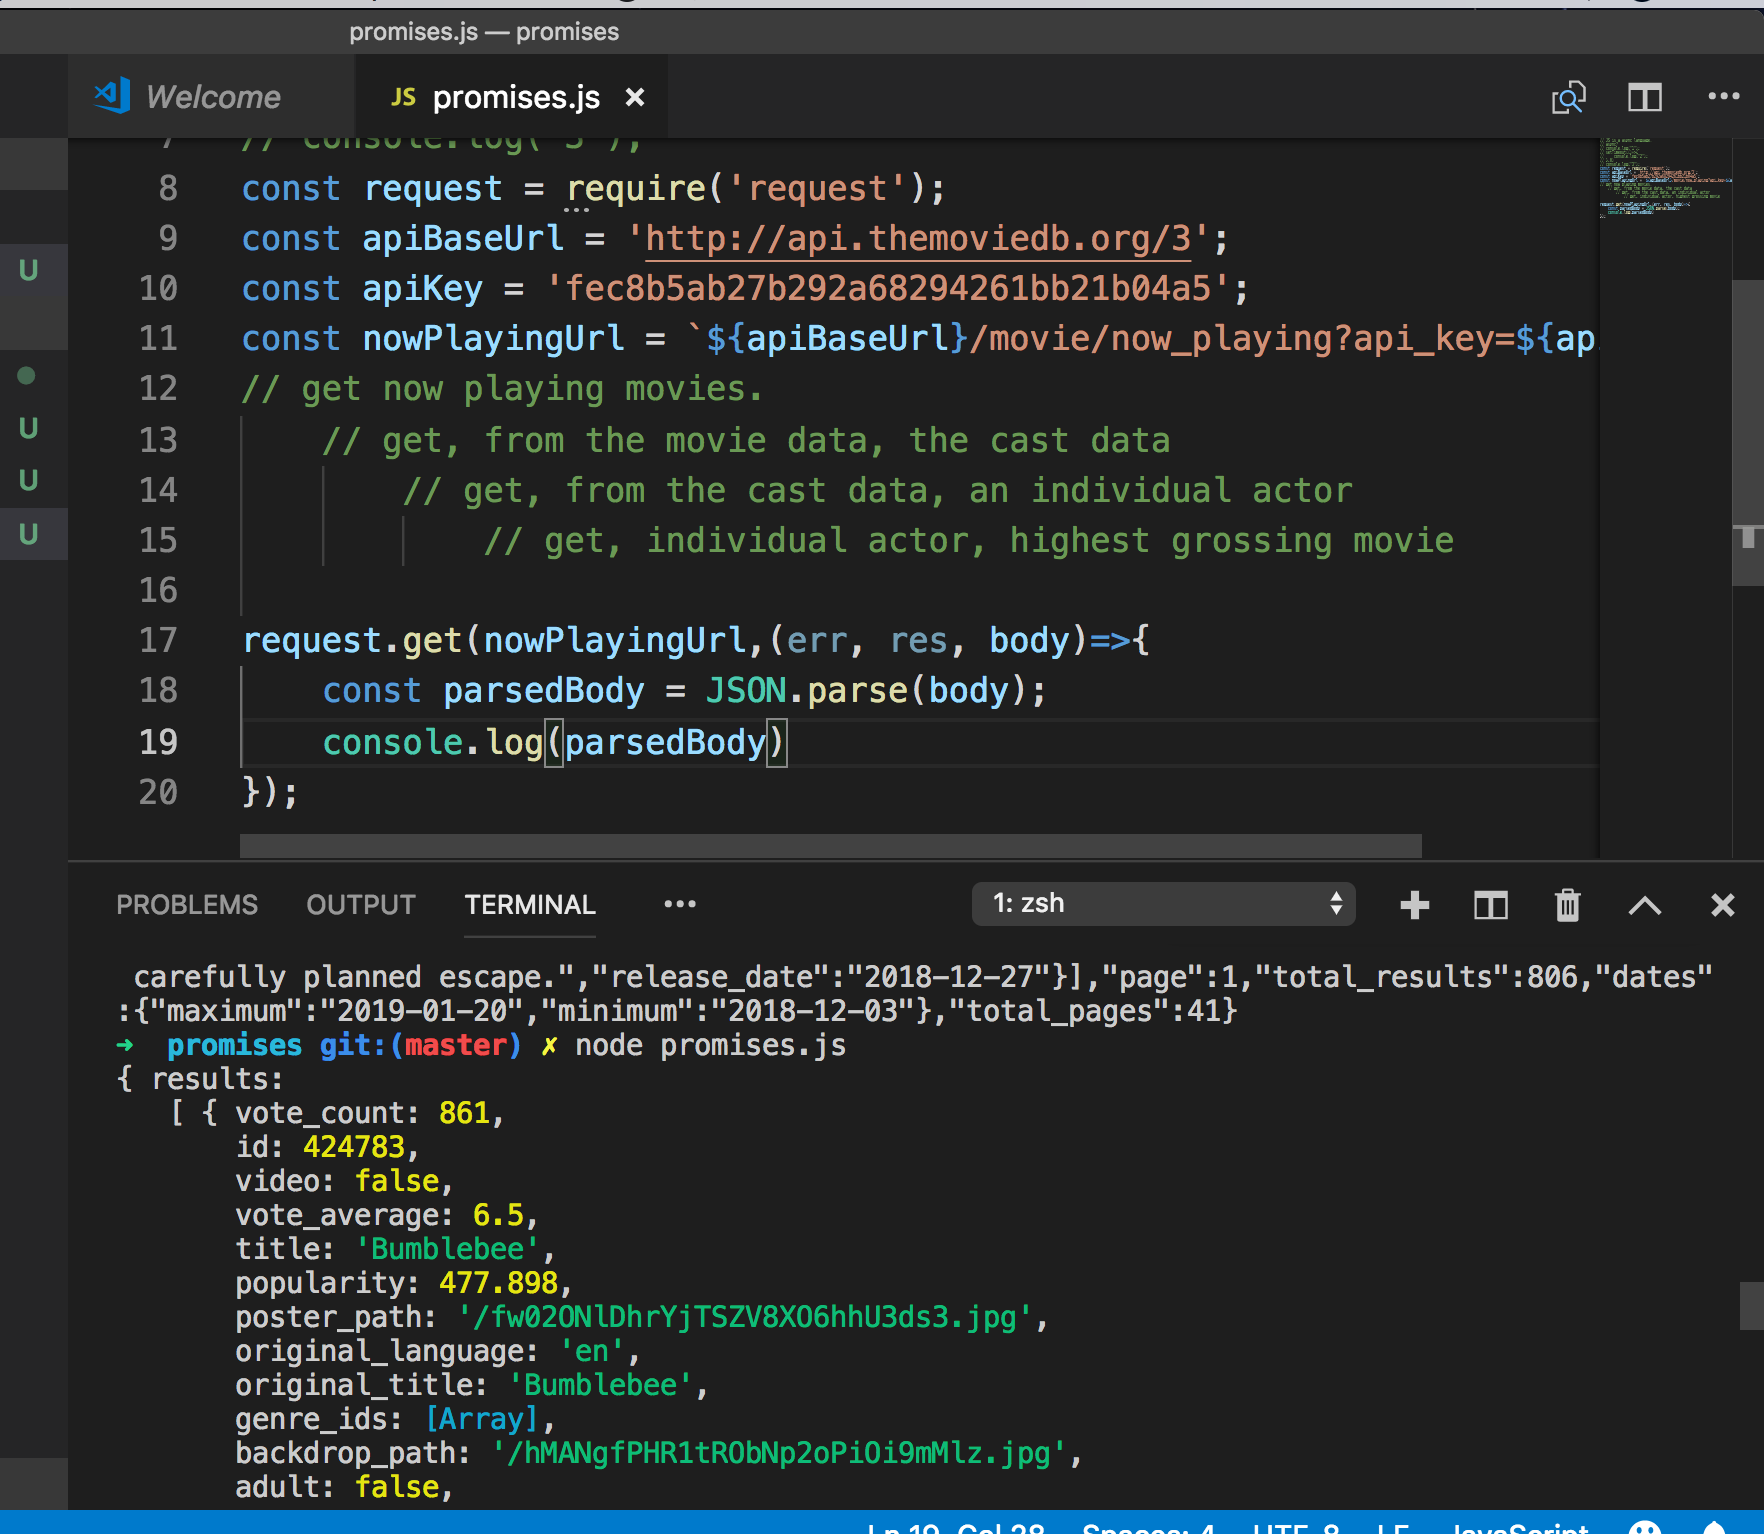 promises.js — promises
Welcome
JS promises.js ×
7 // console.log("3");
8 const request = require('request');
9 const apiBaseUrl = 'http://api.themoviedb.org/3';
10 const apiKey = 'fec8b5ab27b292a68294261bb21b04a5';
11 const nowPlayingUrl = `${apiBaseUrl}/movie/now_playing?api_key=${ap
12 // get now playing movies.
13 // get, from the movie data, the cast data
14 // get, from the cast data, an individual actor
15 // get, individual actor, highest grossing movie
16
17 request.get(nowPlayingUrl,(err, res, body)=>{
18 const parsedBody = JSON.parse(body);
19 console.log(parsedBody)
20 });
U
U
U
U
PROBLEMS OUTPUT TERMINAL ••• 1: zsh
carefully planned escape.","release_date":"2018-12-27"}],"page":1,"total_results":806,"dates"
:{"maximum":"2019-01-20","minimum":"2018-12-03"},"total_pages":41}
➜ promises git:(master) ✗ node promises.js
{ results:
[ { vote_count: 861,
id: 424783,
video: false,
vote_average: 6.5,
title: 'Bumblebee',
popularity: 477.898,
poster_path: '/fw02ONlDhrYjTSZV8XO6hhU3ds3.jpg',
original_language: 'en',
original_title: 'Bumblebee',
genre_ids: [Array],
backdrop_path: '/hMANgfPHR1tRObNp2oPiOi9mMlz.jpg',
adult: false,
Ln 19, Col 28 Spaces: 4 UTF-8 LF JavaScript